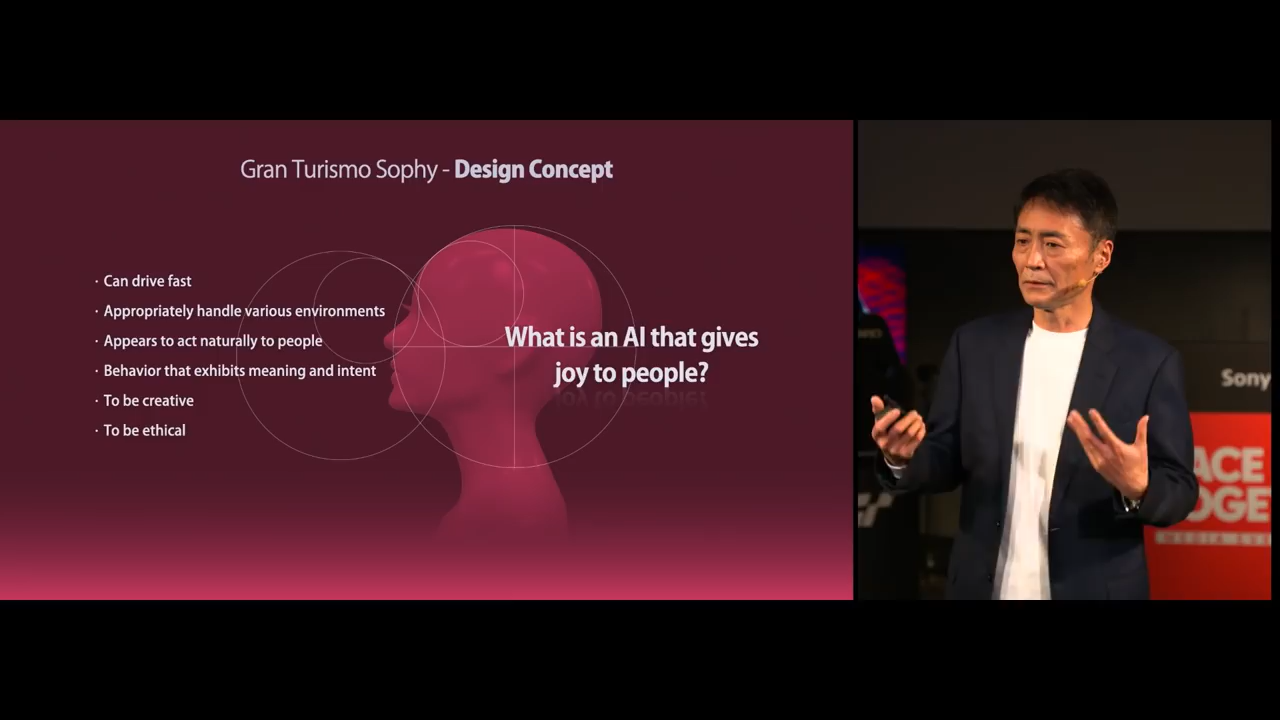 Gran Turismo Sophy - Design Concept
· Can drive fast
· Appropriately handle various environments
· Appears to act naturally to people
· Behavior that exhibits meaning and intent
· To be creative
· To be ethical
What is an AI that gives
joy to people?
Sony